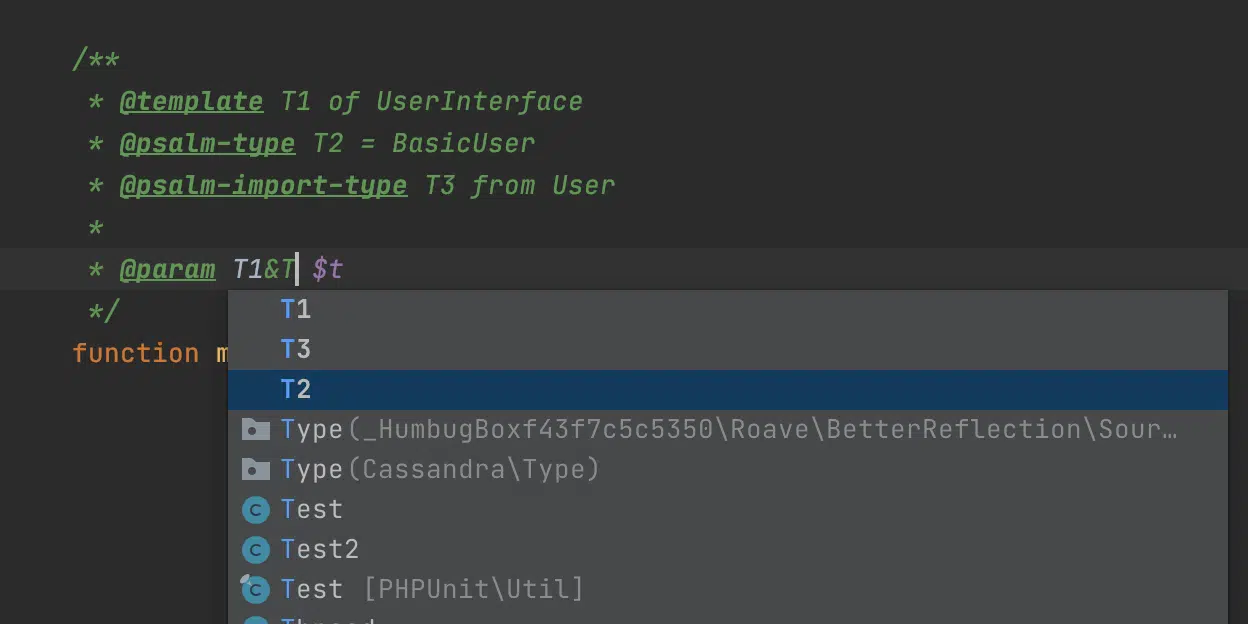 /**
* @template T1 of UserInterface
* @psalm-type T2 = BasicUser
* @psalm-import-type T3 from User
*
* @param T1&T $t
*/
function m
T1
T3
T2
Type(_HumbugBoxf43f7c5c5350\Roave\BetterReflection\Sour…
Type(Cassandra\Type)
C Test
C Test2
C Test [PHPUnit\Util]
Thread